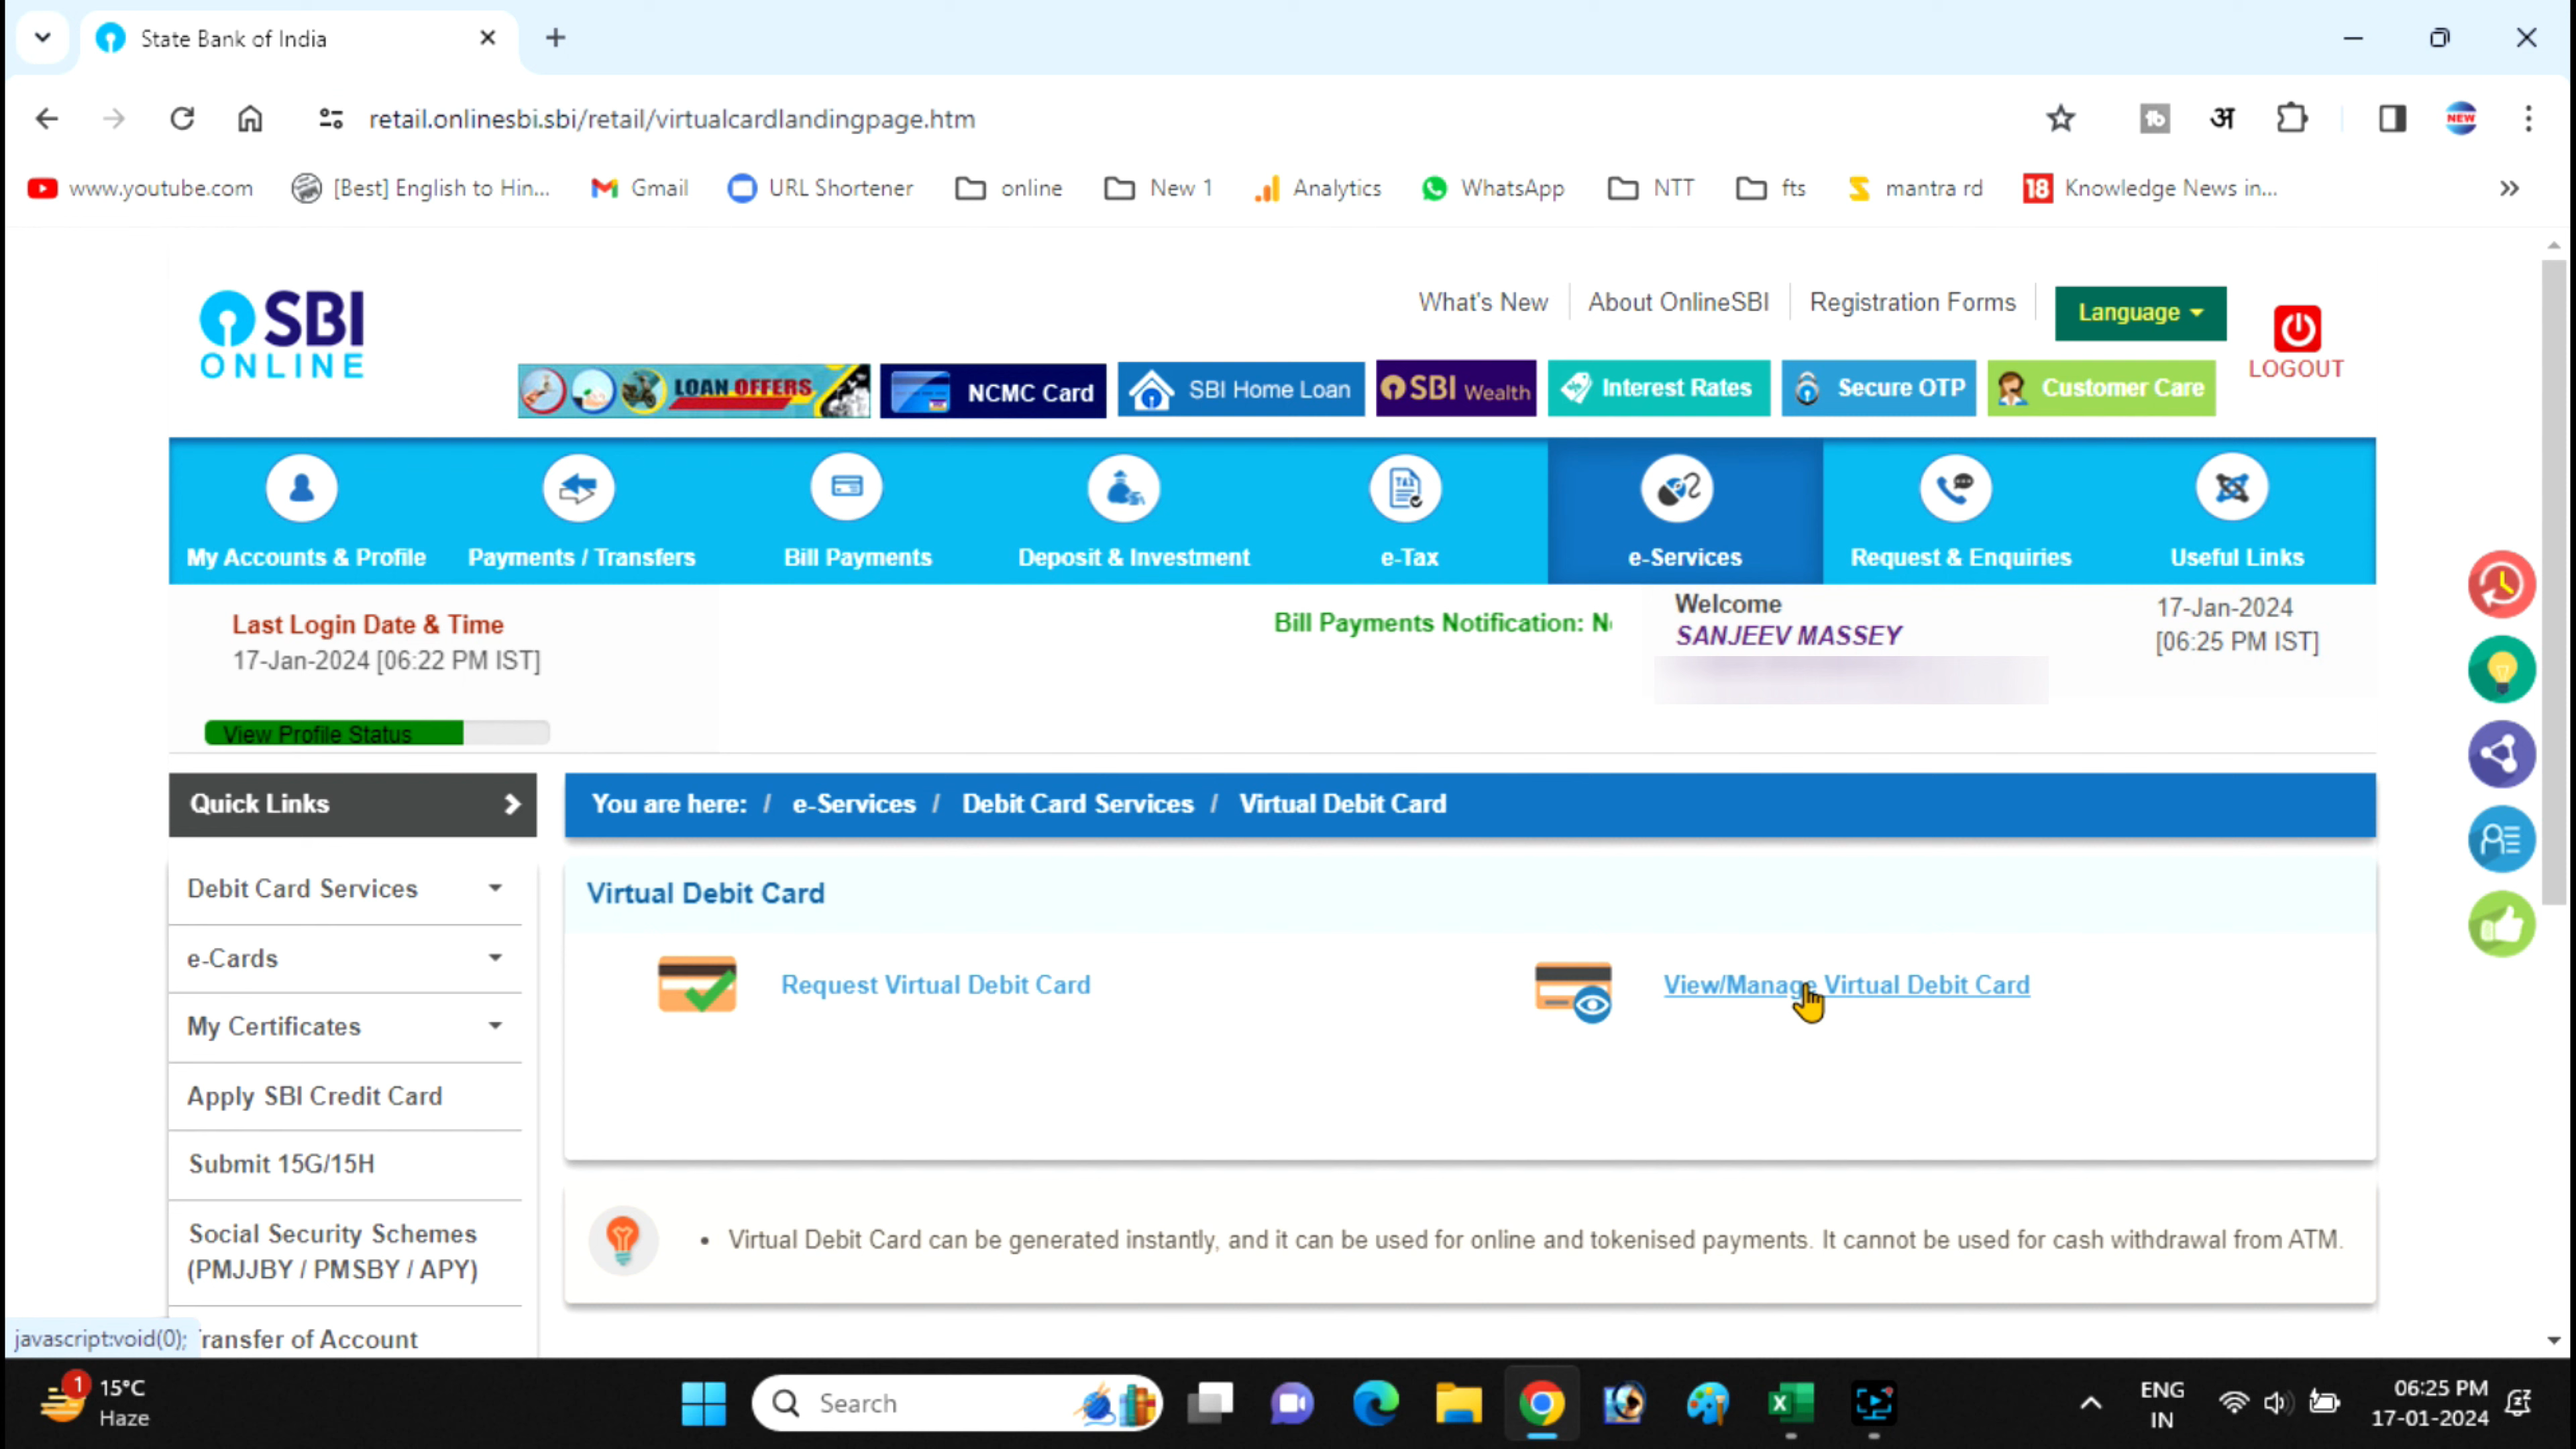 State Bank of India
retail.onlinesbi.sbi/retail/virtualcardlandingpage.htm
अ
NEW
www.youtube.com
[Best] English to Hin...
Gmail
URL Shortener
online
New 1
Analytics
WhatsApp
NTT
fts
mantra rd
18
Knowledge News in...
What's New
About OnlineSBI
Registration Forms
Language
LOGOUT
SBI
ONLINE
LOAN OFFERS
NCMC Card
SBI Home Loan
SBI Wealth
Interest Rates
Secure OTP
Customer Care
TAX
My Accounts & Profile
Payments / Transfers
Bill Payments
Deposit & Investment
e-Tax
e-Services
Request & Enquiries
Useful Links
Last Login Date & Time
17-Jan-2024 [06:22 PM IST]
Bill Payments Notification:
Welcome
SANJEEV MASSEY
17-Jan-2024
[06:25 PM IST]
View Profile Status
Quick Links
You are here: / e-Services / Debit Card Services / Virtual Debit Card
Debit Card Services
e-Cards
My Certificates
Apply SBI Credit Card
Submit 15G/15H
Social Security Schemes
(PMJJBY / PMSBY / APY)
Virtual Debit Card
Request Virtual Debit Card
View/Manage Virtual Debit Card
• Virtual Debit Card can be generated instantly, and it can be used for online and tokenised payments. It cannot be used for cash withdrawal from ATM.
javascript:void(0);
of Account
1
15°C
Haze
Search
ENG
IN
06:25 PM
17-01-2024